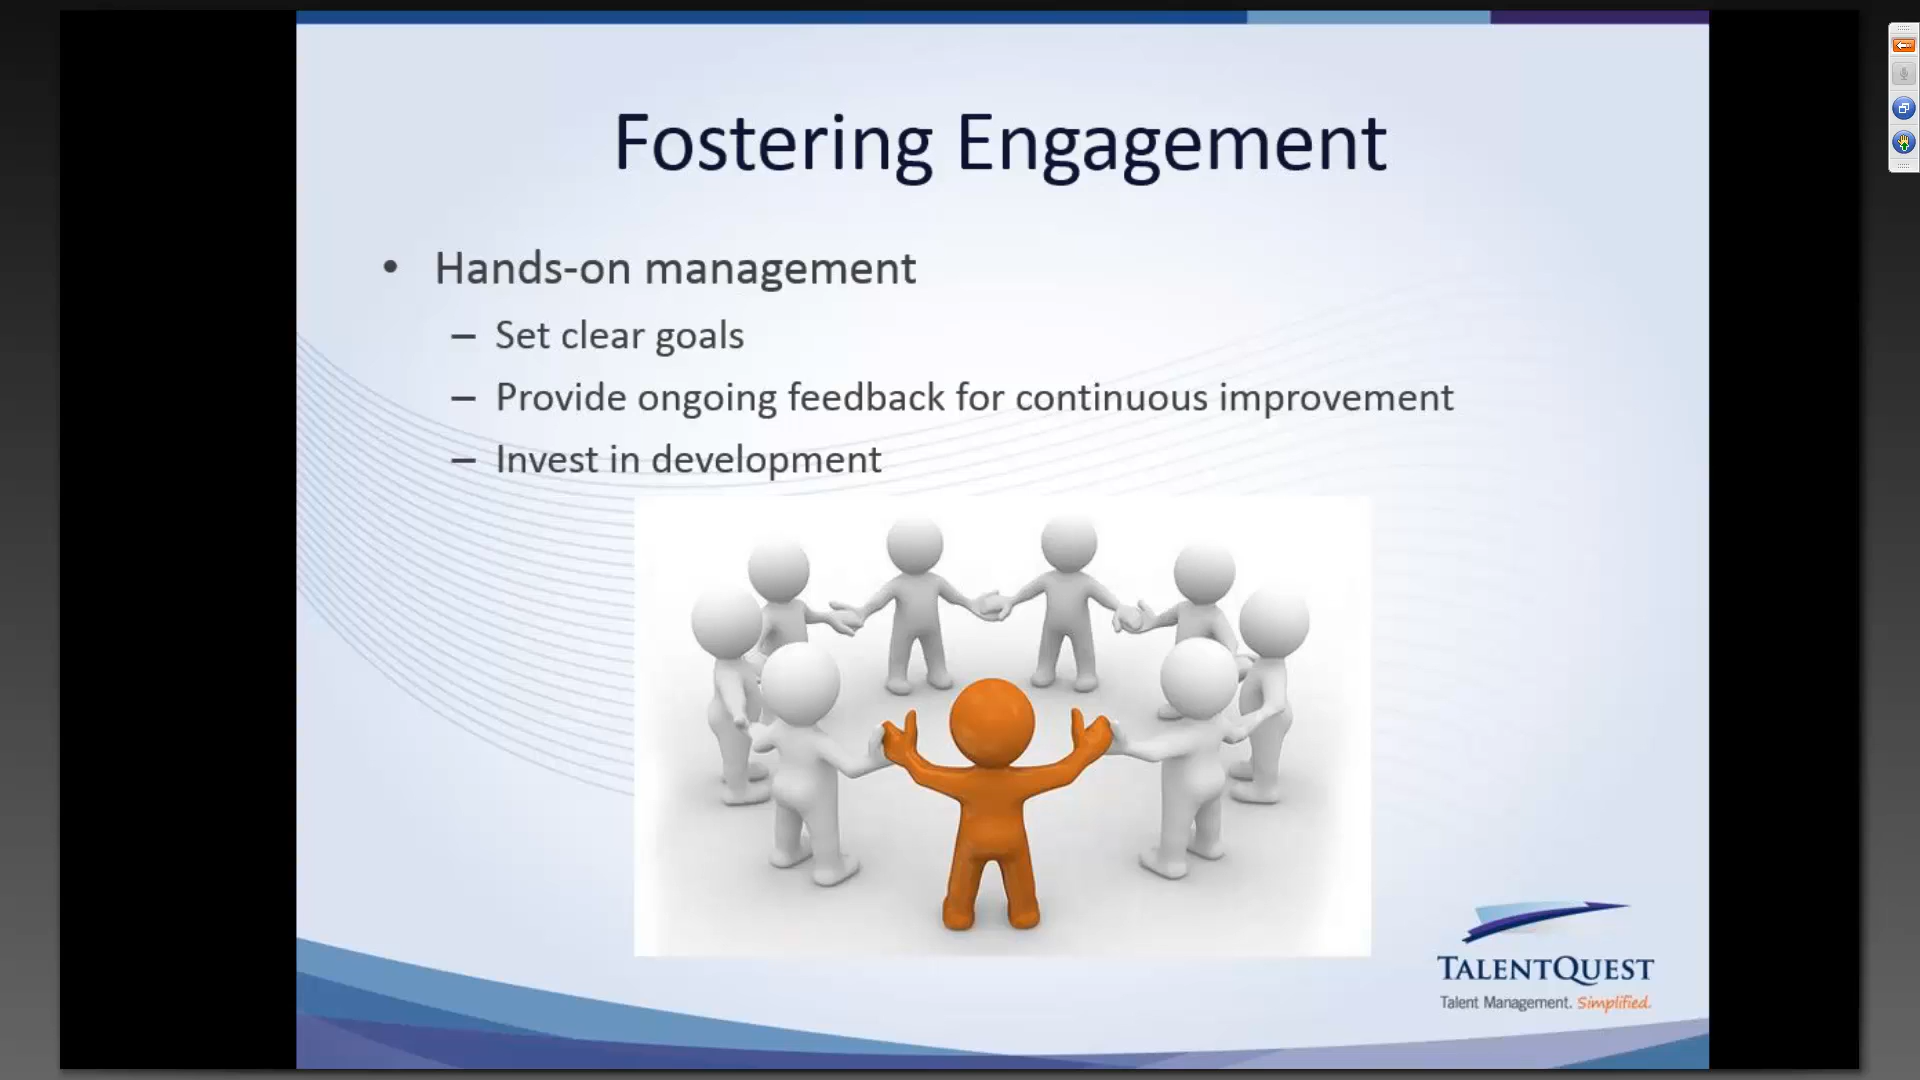 Fostering Engagement
• Hands-on management
– Set clear goals
– Provide ongoing feedback for continuous improvement
– Invest in development
TALENTQUEST
Talent Management. Simplified.